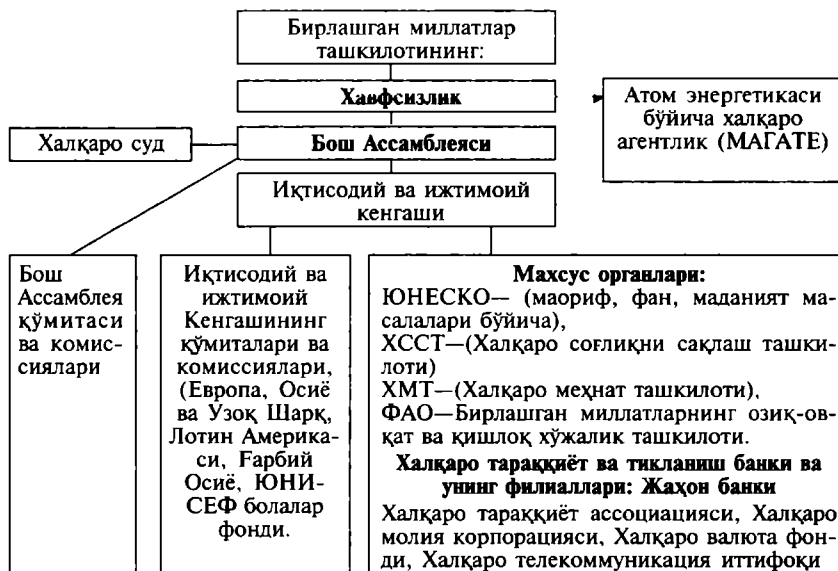 Бирлашган миллатлар
ташкилотининг:
Хавфсизлик
Атом энергетикаси
бўйича халқаро
агентлик (МАГАТЕ)
Халқаро суд
Бош Ассамблеяси
Иқтисодий ва ижтимоий
кенгаши
Бош
Ассамблея
қўмитаси
ва комис-
сиялари
Иқтисодий ва
ижтимоий
Кенгашининг
қўмиталари ва
комиссиялари,
(Европа, Осиё
ва Узоқ Шарқ,
Лотин Америка-
си, Ғарбий
Осиё, ЮНИ-
СЕФ болалар
фонди.
Махсус органлари:
ЮНЕСКО— (маориф, фан, маданият ма-
салалари бўйича),
ХССТ—(Халқаро соғлиқни сақлаш ташки-
лоти)
ХМТ—(Халқаро меҳнат ташкилоти),
ФАО—Бирлашган миллатларнинг озиқ-ов-
қат ва қишлоқ хўжалик ташкилоти.
Халқаро тараққиёт ва тикланиш банки ва
унинг филиаллари: Жаҳон банки
Халқаро тараққиёт ассоциацияси, Халқаро
молия корпорацияси, Халқаро валюта фон-
ди, Халқаро телекоммуникация иттифоқи